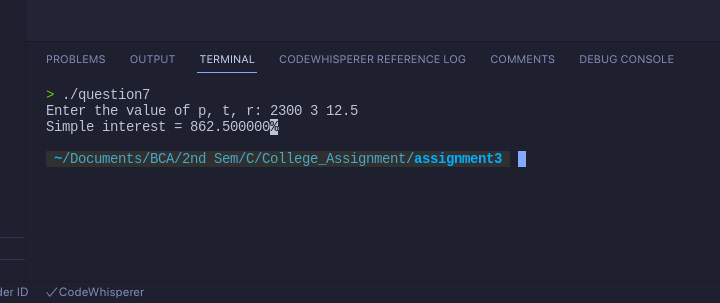 PROBLEMS OUTPUT TERMINAL CODEWHISPERER REFERENCE LOG COMMENTS DEBUG CONSOLE
> ./question7
Enter the value of p, t, r: 2300 3 12.5
Simple interest = 862.500000%
~/Documents/BCA/2nd Sem/C/College_Assignment/assignment3
der ID ✓CodeWhisperer